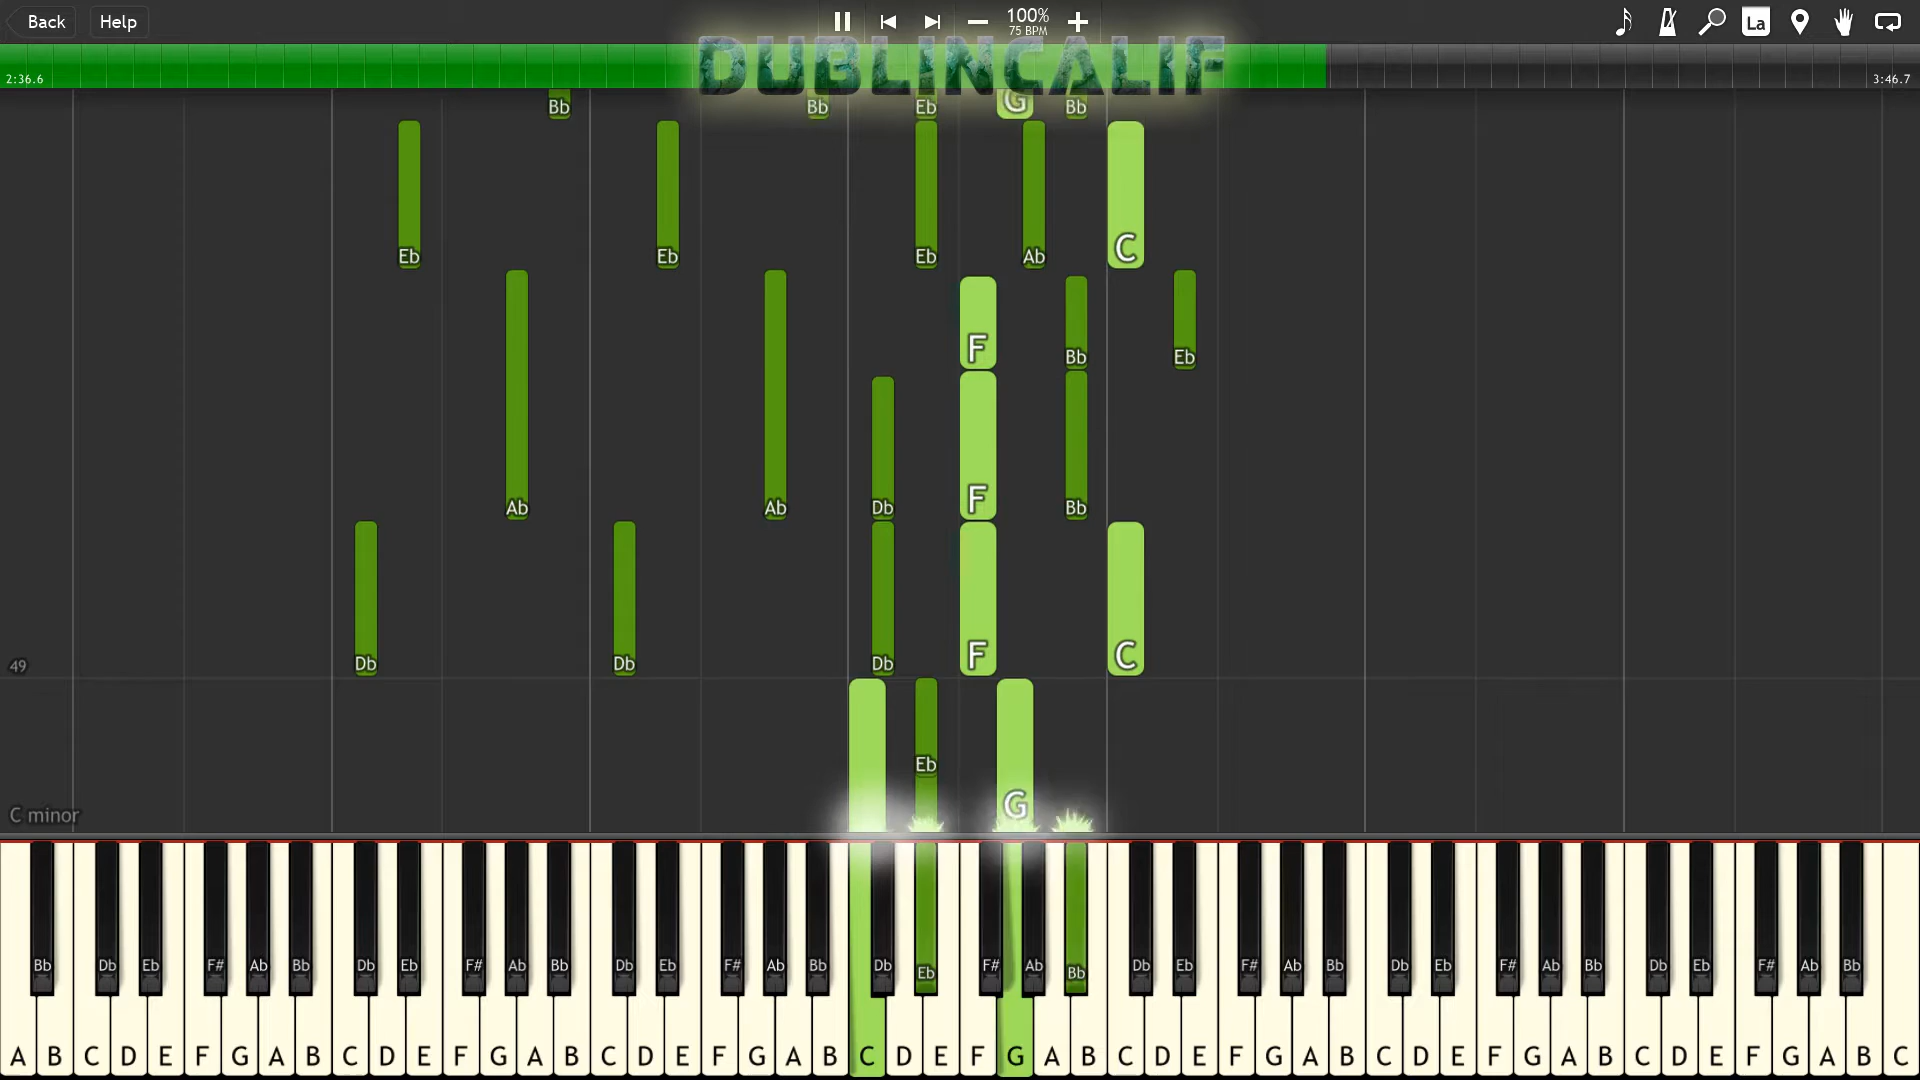 Back Help 100%
75 BPM La
DUBLINCALIF
2:36.6 3:46.7
Bb Bb Eb G Bb
Eb Eb Eb Ab C
F Bb Eb
Ab Ab Db F Bb
49 Db Db Db F C
Eb
C minor G
Bb Db Eb F# Ab Bb Db Eb F# Ab Bb Db Eb F# Ab Bb Db Eb F# Ab Bb Db Eb F# Ab Bb Db Eb F# Ab Bb Db Eb F# Ab Bb
A B C D E F G A B C D E F G A B C D E F G A B C D E F G A B C D E F G A B C D E F G A B C D E F G A B C